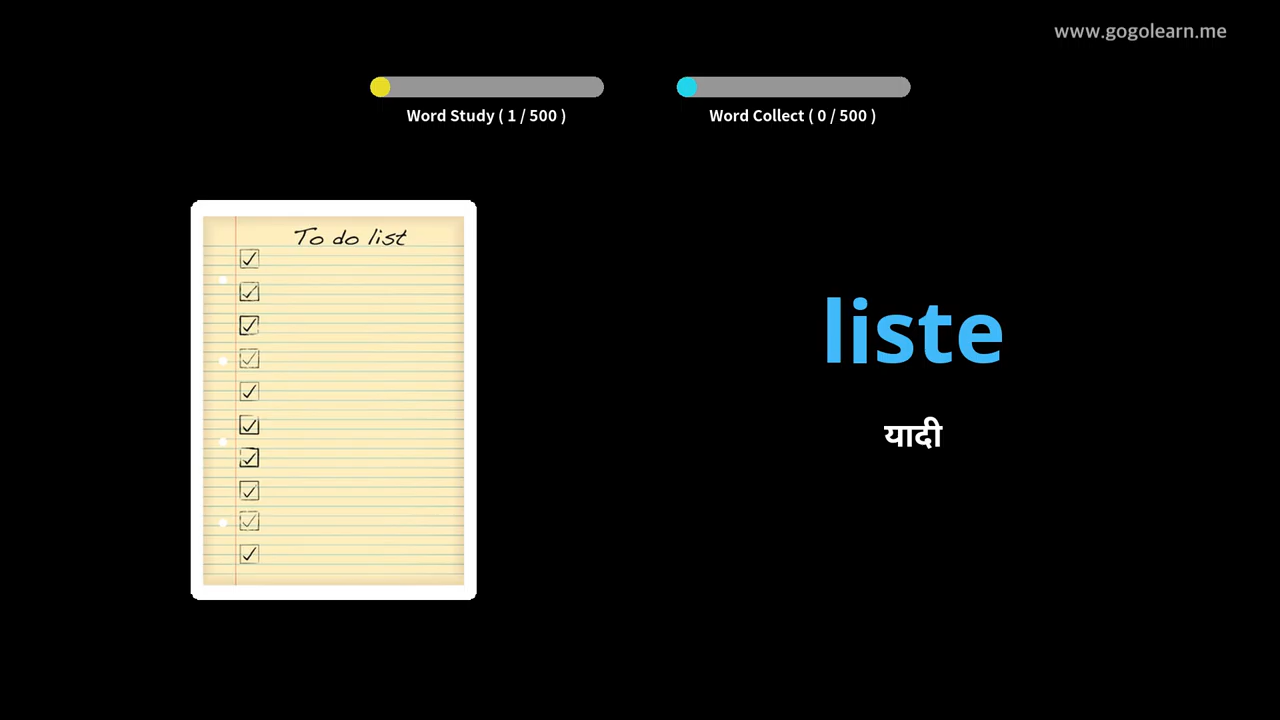 www.gogolearn.me
Word Study ( 1 / 500 )
Word Collect ( 0 / 500 )
To do list
liste
यादी